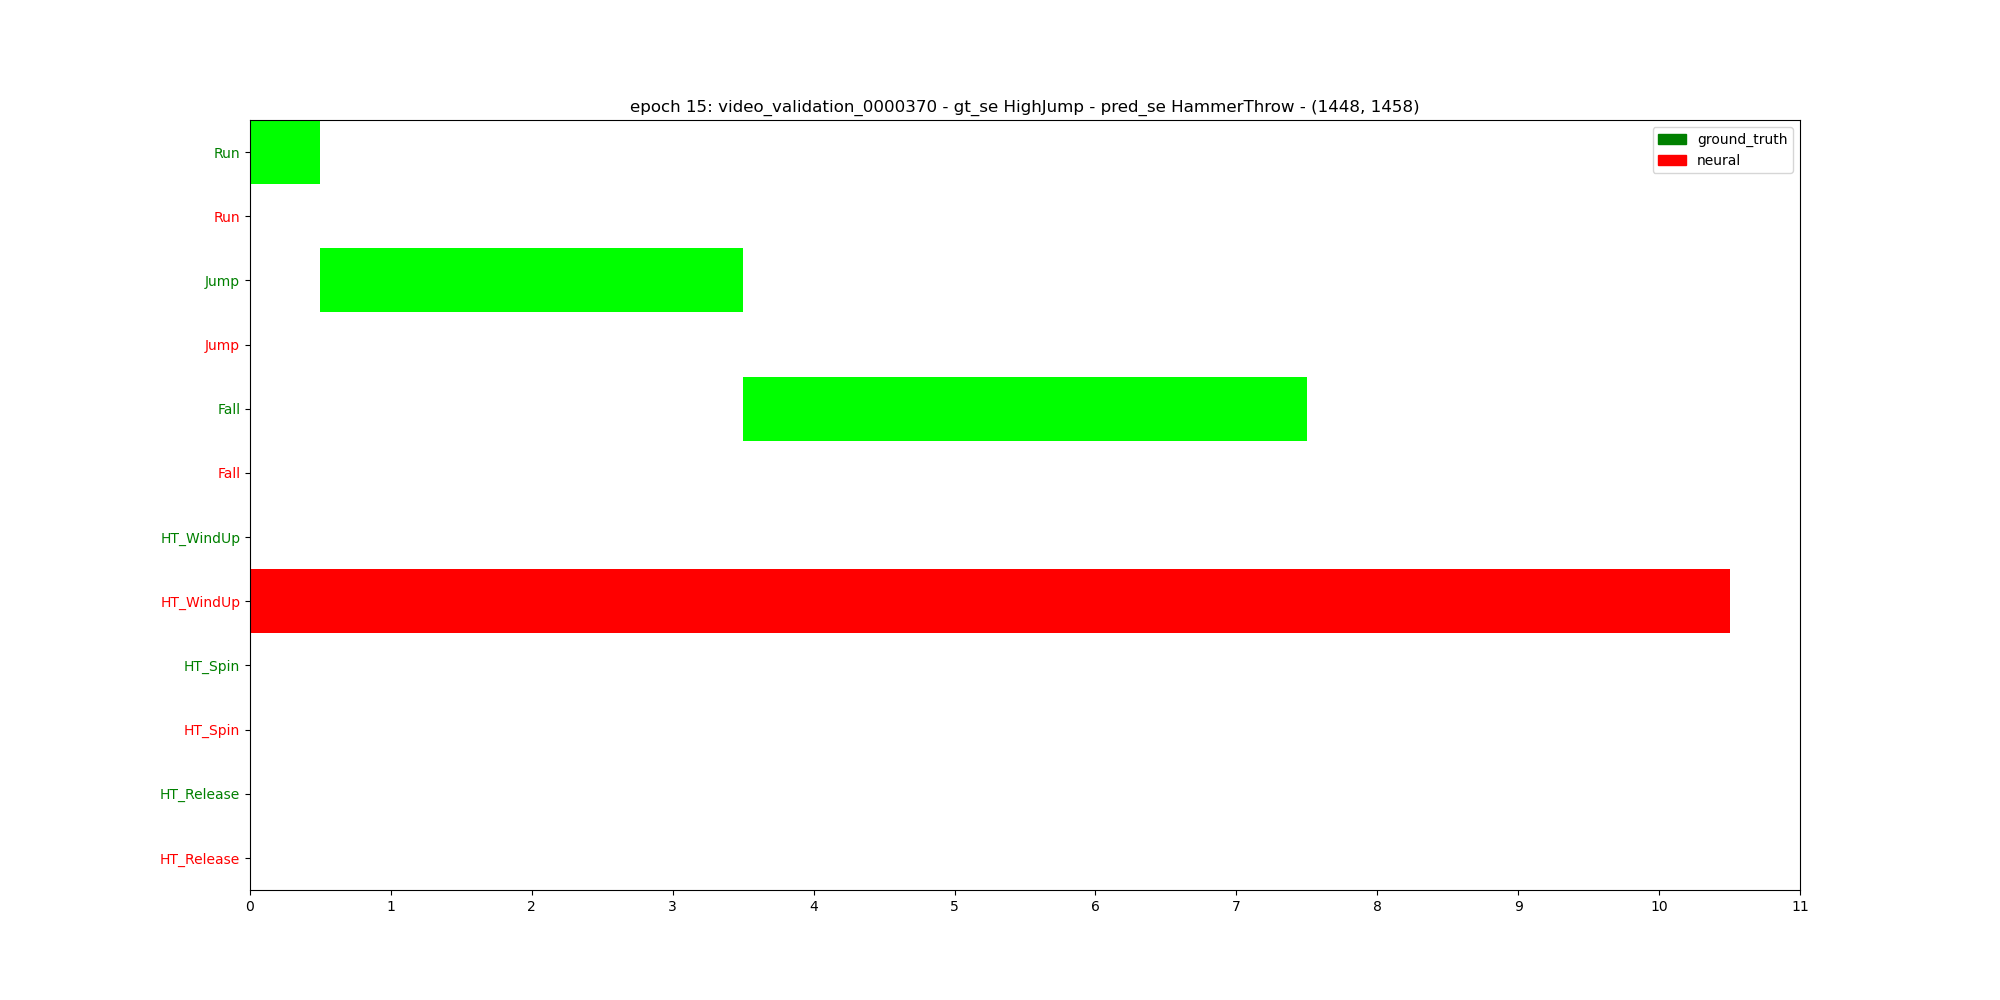 epoch 15: video_validation_0000370 - gt_se HighJump - pred_se HammerThrow - (1448, 1458)
ground_truth
neural
Run
Run
Jump
Jump
Fall
Fall
HT_WindUp
HT_WindUp
HT_Spin
HT_Spin
HT_Release
HT_Release
0 1 2 3 4 5 6 7 8 9 10 11